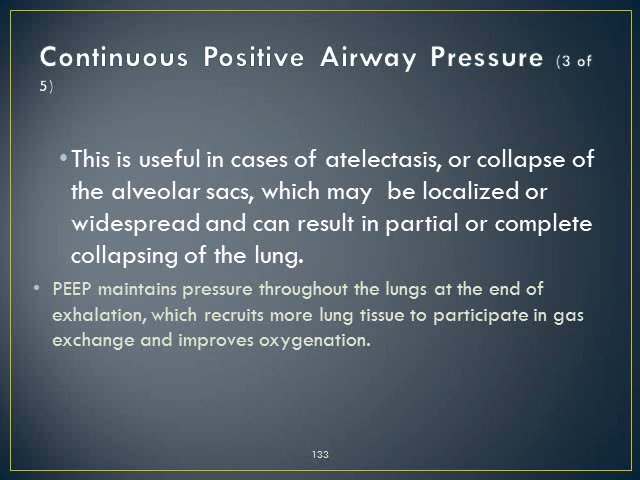 Continuous Positive Airway Pressure (3 of
5)
•This is useful in cases of atelectasis, or collapse of
the alveolar sacs, which may be localized or
widespread and can result in partial or complete
collapsing of the lung.
• PEEP maintains pressure throughout the lungs at the end of
exhalation, which recruits more lung tissue to participate in gas
exchange and improves oxygenation.
133